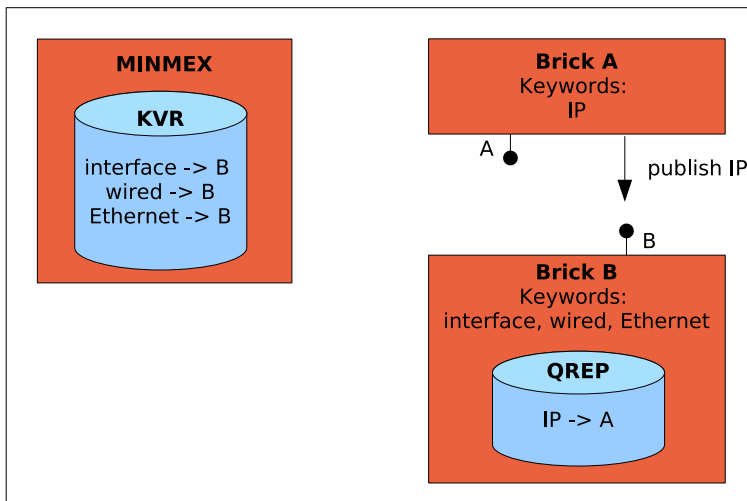 MINMEX
KVR
interface -> B
wired -> B
Ethernet -> B
Brick A
Keywords:
IP
A
publish IP
B
Brick B
Keywords:
interface, wired, Ethernet
QREP
IP -> A